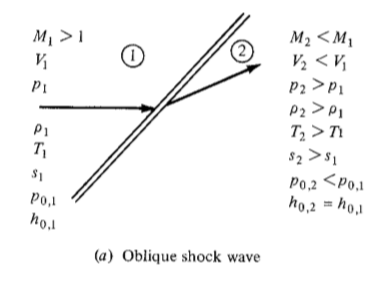 M₁ > 1
V₁
p₁
ρ₁
T₁
s₁
p₀,₁
h₀,₁
①
②
M₂ < M₁
V₂ < V₁
p₂ > p₁
ρ₂ > ρ₁
T₂ > T₁
s₂ > s₁
p₀,₂ < p₀,₁
h₀,₂ = h₀,₁
(a) Oblique shock wave